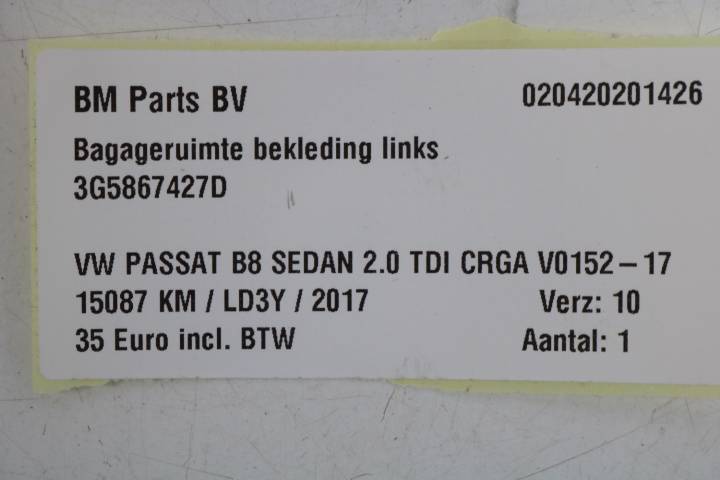 BM Parts BV 020420201426
Bagageruimte bekleding links
3G5867427D
VW PASSAT B8 SEDAN 2.0 TDI CRGA V0152-17
15087 KM / LD3Y / 2017 Verz: 10
35 Euro incl. BTW Aantal: 1